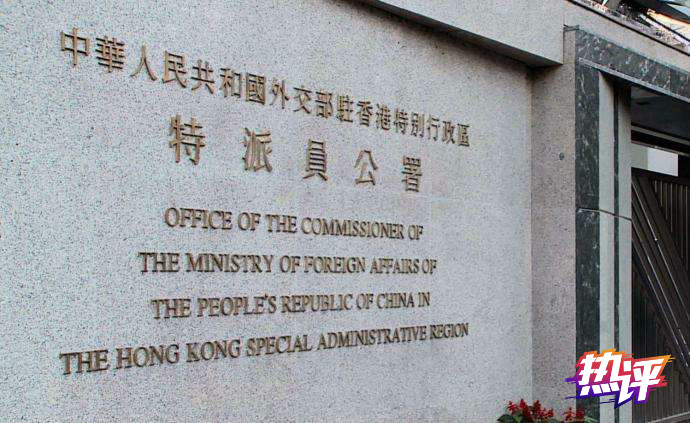 中華人民共和國外交部駐香港特別行政區
特派員公署
OFFICE OF THE COMMISSIONER OF
THE MINISTRY OF FOREIGN AFFAIRS OF
THE PEOPLE'S REPUBLIC OF CHINA IN
THE HONG KONG SPECIAL ADMINISTRATIVE REGION
热评